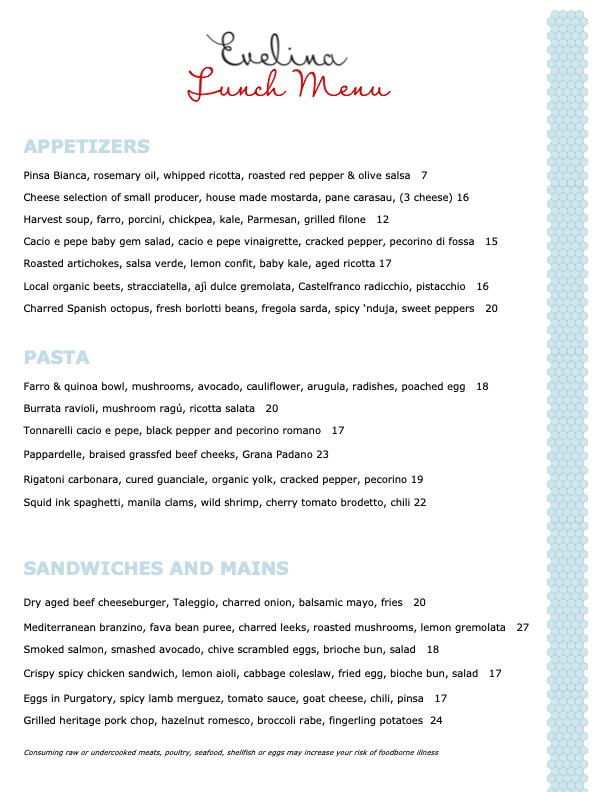 Evelina
Lunch Menu
APPETIZERS
Pinsa Bianca, rosemary oil, whipped ricotta, roasted red pepper & olive salsa 7
Cheese selection of small producer, house made mostarda, pane carasau, (3 cheese) 16
Harvest soup, farro, porcini, chickpea, kale, Parmesan, grilled filone 12
Cacio e pepe baby gem salad, cacio e pepe vinaigrette, cracked pepper, pecorino di fossa 15
Roasted artichokes, salsa verde, lemon confit, baby kale, aged ricotta 17
Local organic beets, stracciatella, ajì dulce gremolata, Castelfranco radicchio, pistacchio 16
Charred Spanish octopus, fresh borlotti beans, fregola sarda, spicy ‘nduja, sweet peppers 20
PASTA
Farro & quinoa bowl, mushrooms, avocado, cauliflower, arugula, radishes, poached egg 18
Burrata ravioli, mushroom ragú, ricotta salata 20
Tonnarelli cacio e pepe, black pepper and pecorino romano 17
Pappardelle, braised grassfed beef cheeks, Grana Padano 23
Rigatoni carbonara, cured guanciale, organic yolk, cracked pepper, pecorino 19
Squid ink spaghetti, manila clams, wild shrimp, cherry tomato brodetto, chili 22
SANDWICHES AND MAINS
Dry aged beef cheeseburger, Taleggio, charred onion, balsamic mayo, fries 20
Mediterranean branzino, fava bean puree, charred leeks, roasted mushrooms, lemon gremolata 27
Smoked salmon, smashed avocado, chive scrambled eggs, brioche bun, salad 18
Crispy spicy chicken sandwich, lemon aioli, cabbage coleslaw, fried egg, bioche bun, salad 17
Eggs in Purgatory, spicy lamb merguez, tomato sauce, goat cheese, chili, pinsa 17
Grilled heritage pork chop, hazelnut romesco, broccoli rabe, fingerling potatoes 24
Consuming raw or undercooked meats, poultry, seafood, shellfish or eggs may increase your risk of foodborne illness